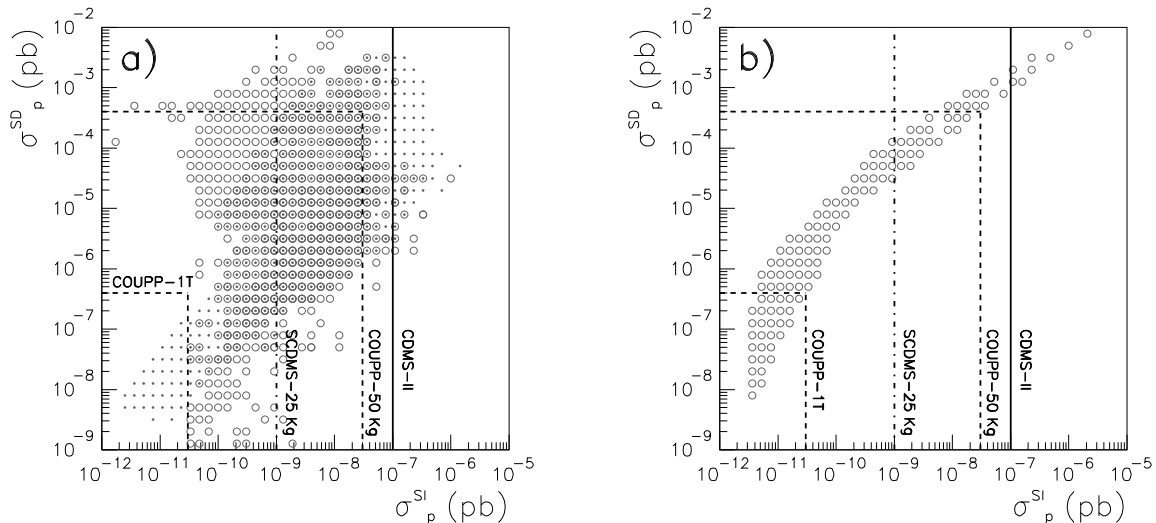 a)
σ^SD_p (pb)
10^-2
10^-3
10^-4
10^-5
10^-6
10^-7
10^-8
10^-9
COUPP-1T
SCDMS-25 Kg
COUPP-50 Kg
CDMS-II
10^-12 10^-11 10^-10 10^-9 10^-8 10^-7 10^-6 10^-5
σ^SI_p (pb)
b)
σ^SD_p (pb)
10^-2
10^-3
10^-4
10^-5
10^-6
10^-7
10^-8
10^-9
COUPP-1T
SCDMS-25 Kg
COUPP-50 Kg
CDMS-II
10^-12 10^-11 10^-10 10^-9 10^-8 10^-7 10^-6 10^-5
σ^SI_p (pb)